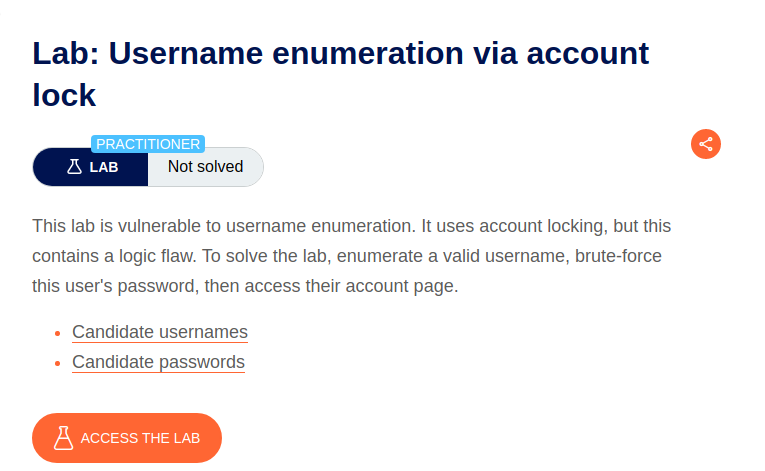 Lab: Username enumeration via account
lock
PRACTITIONER
LAB
Not solved
This lab is vulnerable to username enumeration. It uses account locking, but this
contains a logic flaw. To solve the lab, enumerate a valid username, brute-force
this user's password, then access their account page.
Candidate usernames
Candidate passwords
ACCESS THE LAB